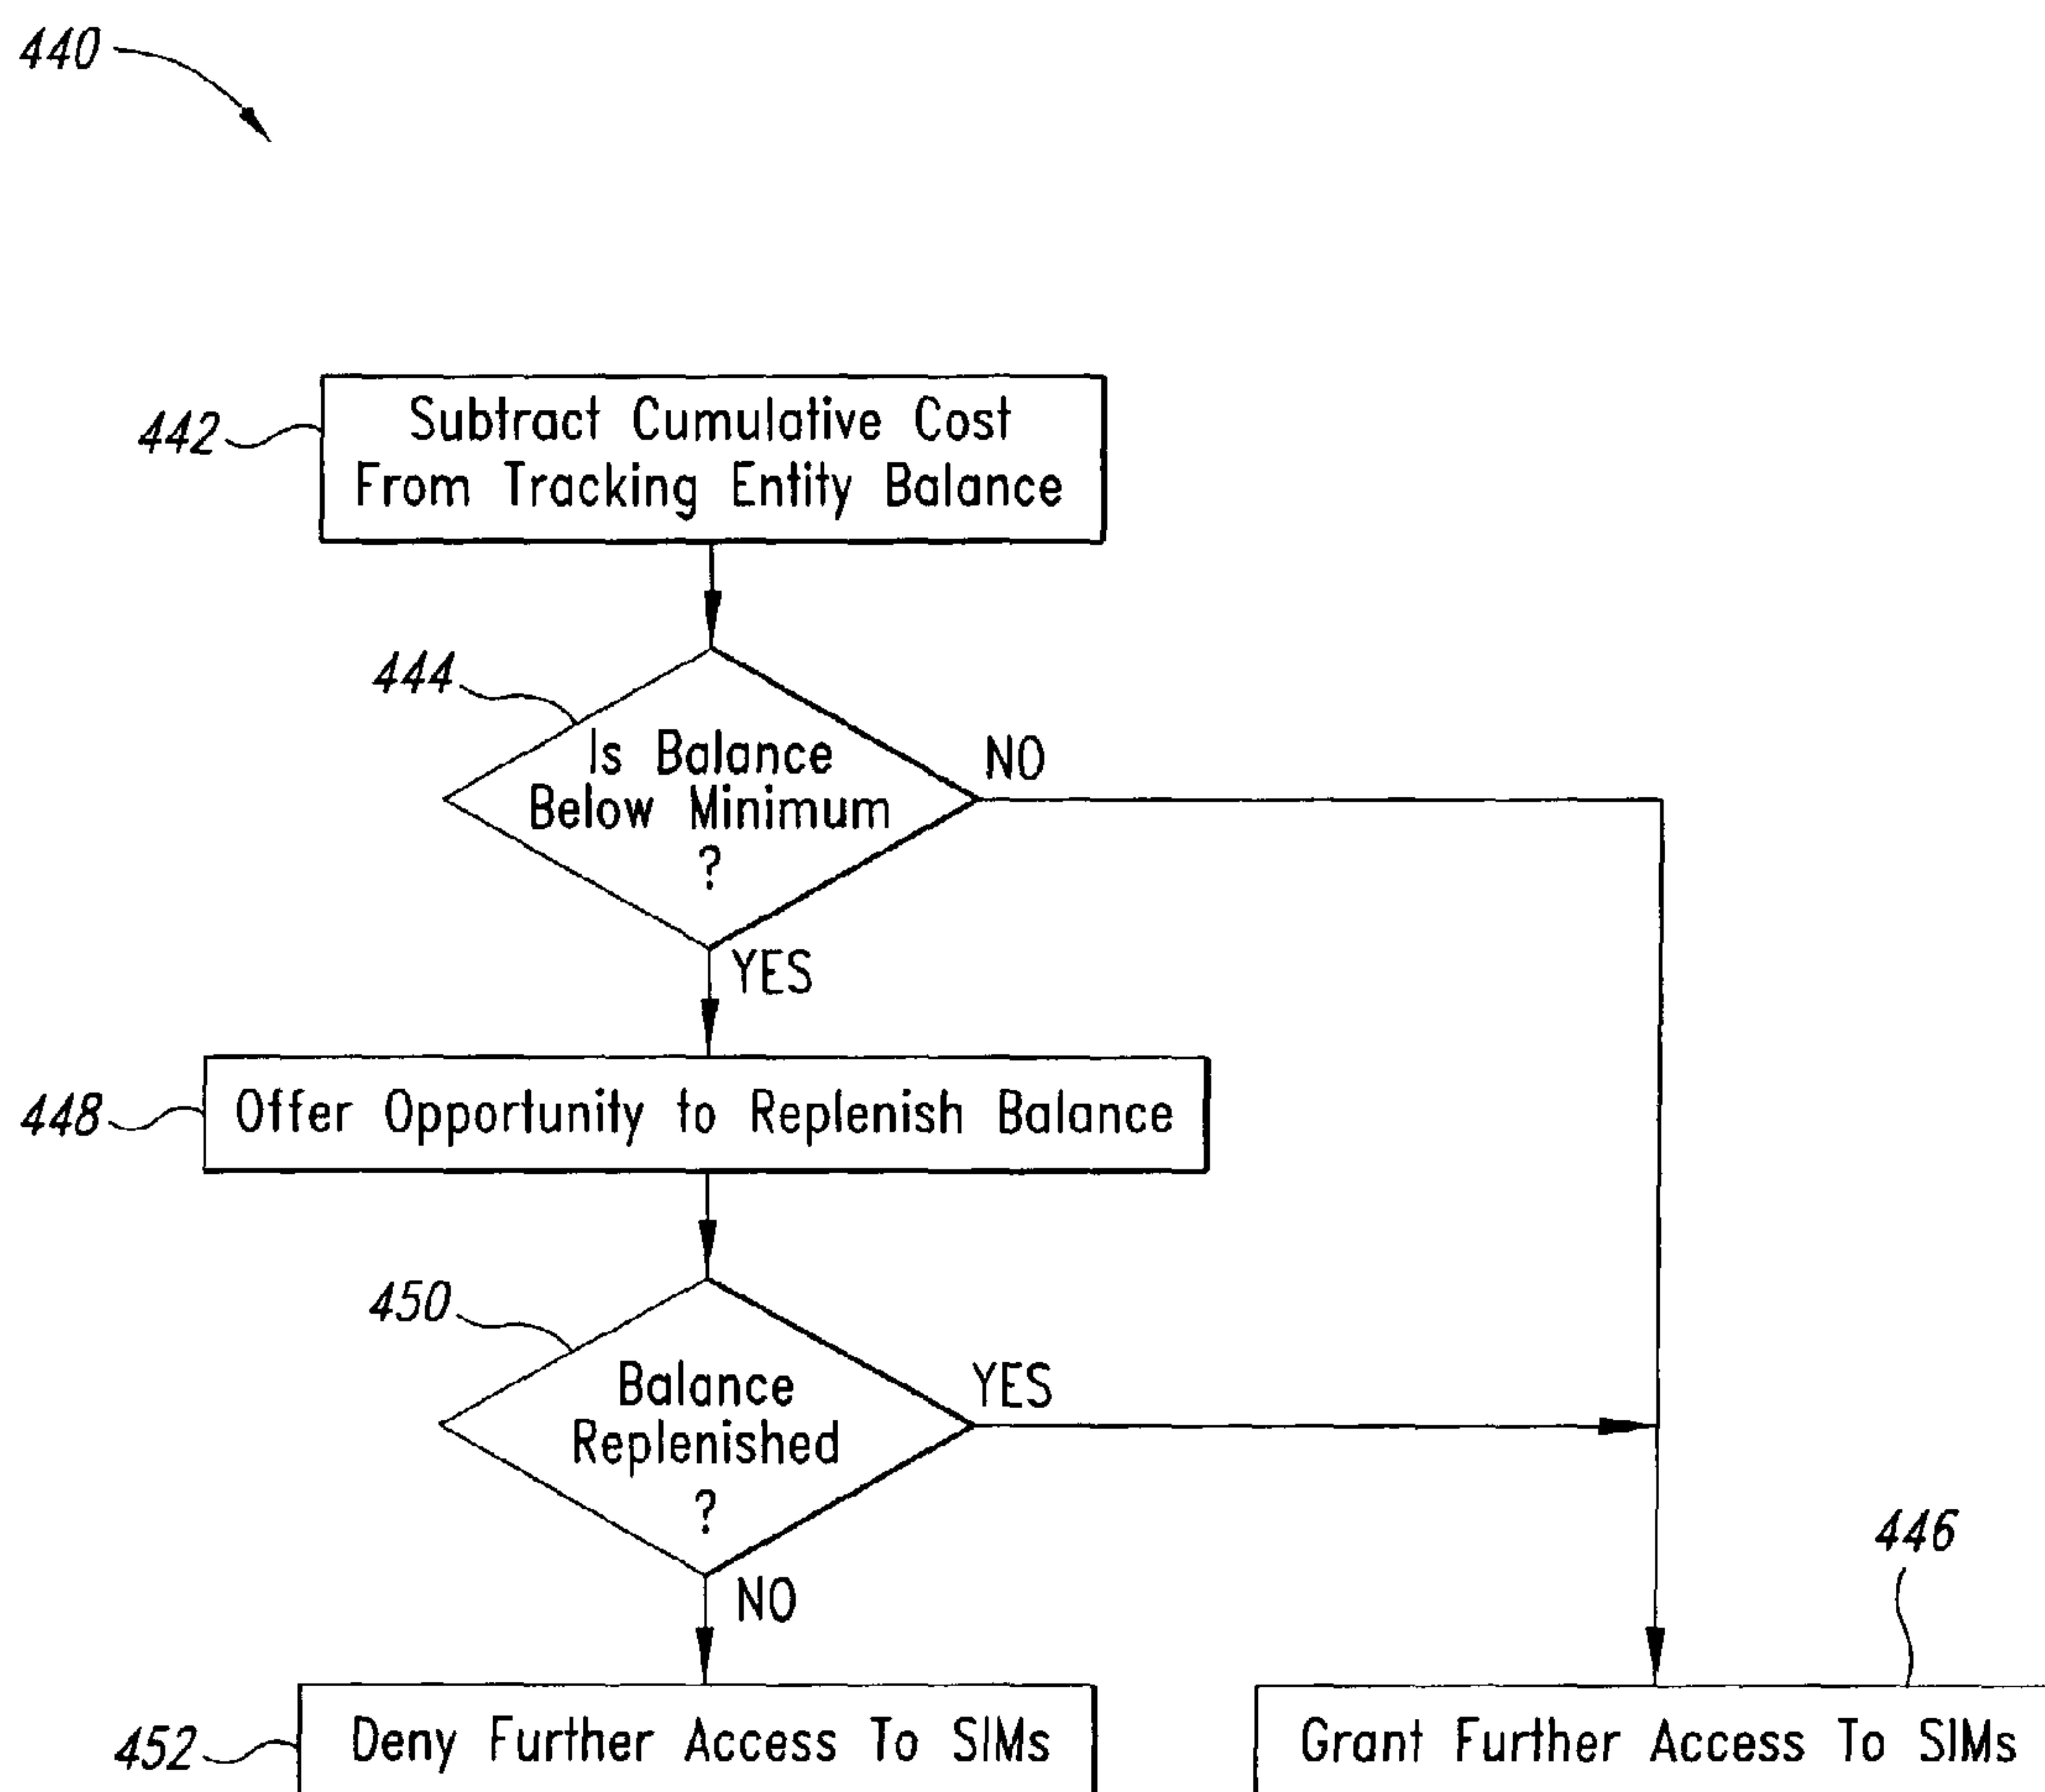 440
442
Subtract Cumulative Cost
From Tracking Entity Balance
444
Is Balance
Below Minimum
?
NO
YES
448
Offer Opportunity to Replenish Balance
450
Balance
Replenished
?
YES
NO
446
452
Deny Further Access To SIMs
Grant Further Access To SIMs